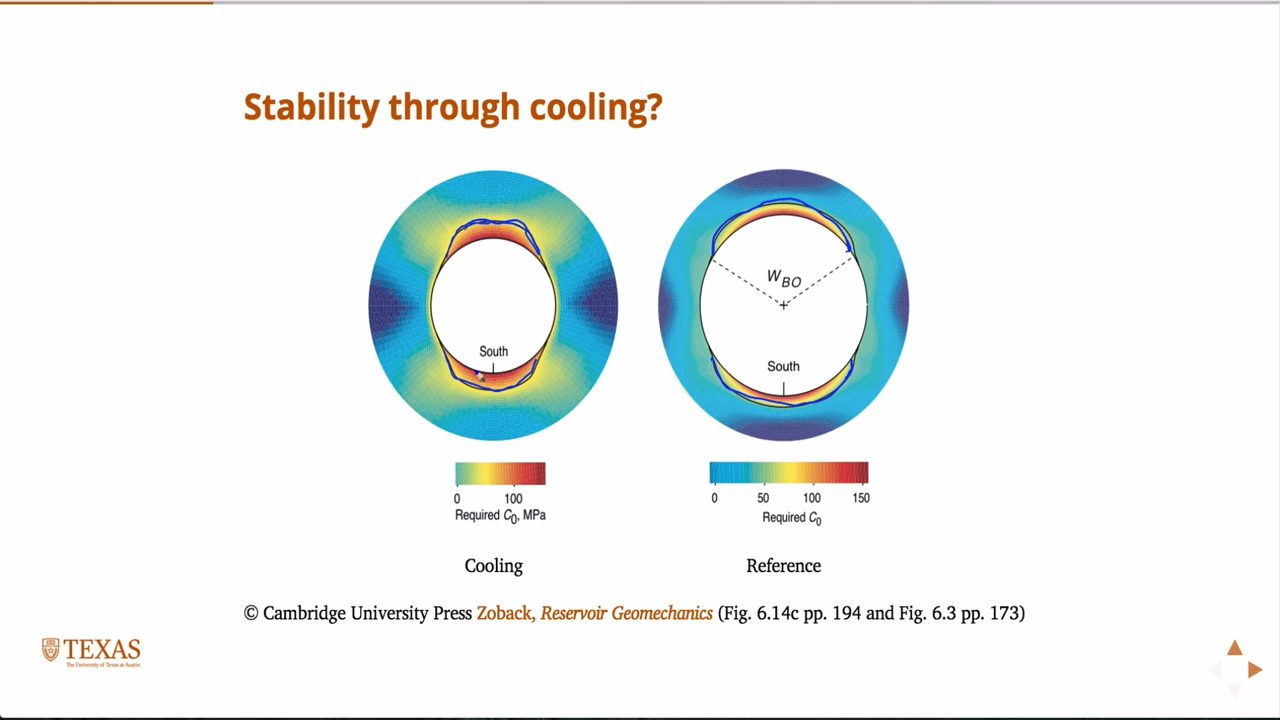 Stability through cooling?
W_BO
South
South
0 100
Required C_0, MPa
0 50 100 150
Required C_0
Cooling
Reference
© Cambridge University Press Zoback, Reservoir Geomechanics (Fig. 6.14c pp. 194 and Fig. 6.3 pp. 173)
TEXAS
The University of Texas at Austin